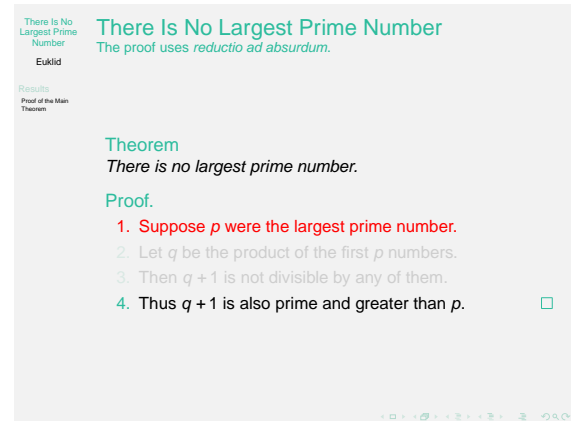 There Is No
Largest Prime
Number
Euklid
Results
Proof of the Main
Theorem
There Is No Largest Prime Number
The proof uses reductio ad absurdum.
Theorem
There is no largest prime number.
Proof.
1. Suppose p were the largest prime number.
2. Let q be the product of the first p numbers.
3. Then q + 1 is not divisible by any of them.
4. Thus q + 1 is also prime and greater than p.